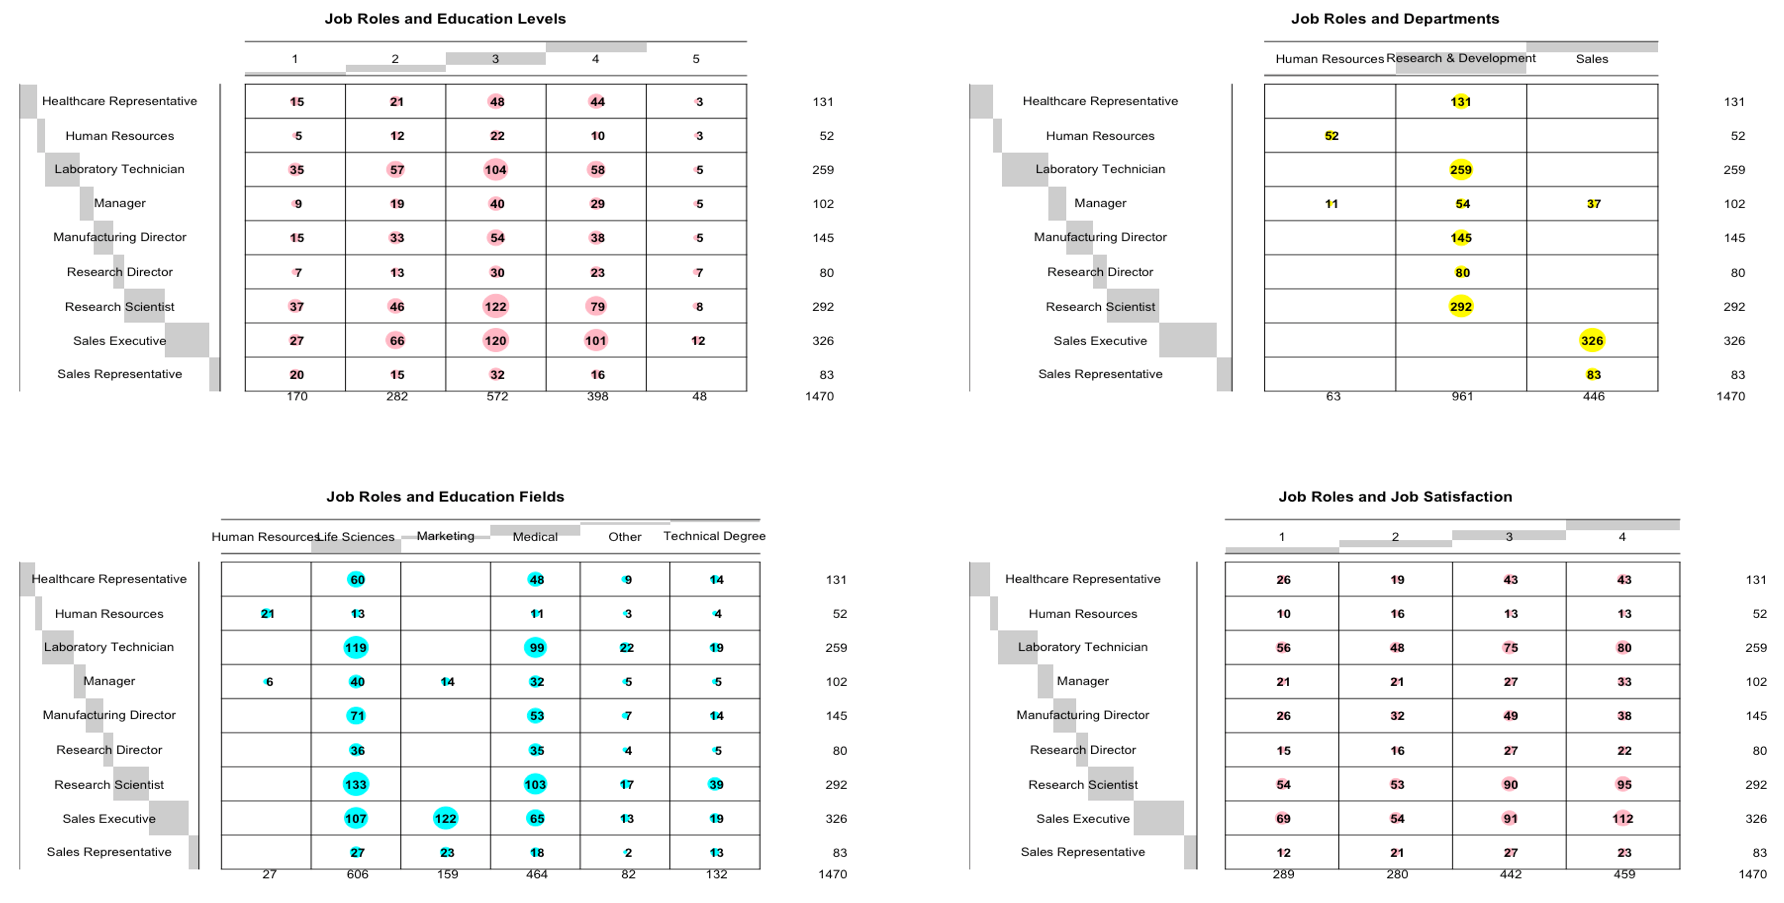 Job Roles and Education Levels
1 2 3 4 5
Healthcare Representative 15 21 48 44 3 131
Human Resources 5 12 22 10 3 52
Laboratory Technician 35 57 104 58 5 259
Manager 9 19 40 29 5 102
Manufacturing Director 15 33 54 38 5 145
Research Director 7 13 30 23 7 80
Research Scientist 37 46 122 79 8 292
Sales Executive 27 66 120 101 12 326
Sales Representative 20 15 32 16 83
170 282 572 398 48 1470
Job Roles and Departments
Human Resources Research & Development Sales
Healthcare Representative 131 131
Human Resources 52 52
Laboratory Technician 259 259
Manager 11 54 37 102
Manufacturing Director 145 145
Research Director 80 80
Research Scientist 292 292
Sales Executive 326 326
Sales Representative 83 83
63 961 446 1470
Job Roles and Education Fields
Human Resources Life Sciences Marketing Medical Other Technical Degree
Healthcare Representative 60 48 9 14 131
Human Resources 21 13 11 3 4 52
Laboratory Technician 119 99 22 19 259
Manager 6 40 14 32 5 5 102
Manufacturing Director 71 53 7 14 145
Research Director 36 35 4 5 80
Research Scientist 133 103 17 39 292
Sales Executive 107 122 65 13 19 326
Sales Representative 27 23 18 2 13 83
27 606 159 464 82 132 1470
Job Roles and Job Satisfaction
1 2 3 4
Healthcare Representative 26 19 43 43 131
Human Resources 10 16 13 13 52
Laboratory Technician 56 48 75 80 259
Manager 21 21 27 33 102
Manufacturing Director 26 32 49 38 145
Research Director 15 16 27 22 80
Research Scientist 54 53 90 95 292
Sales Executive 69 54 91 112 326
Sales Representative 12 21 27 23 83
289 280 442 459 1470